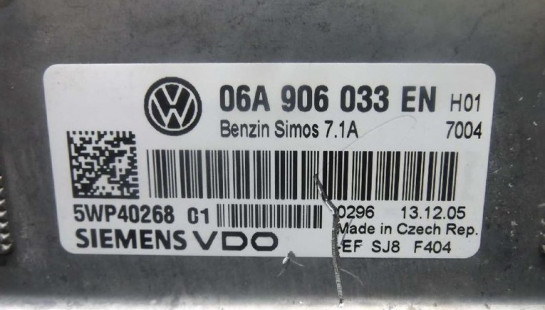 06A 906 033 EN H01
Benzin Simos 7.1A 7004
5WP40268 01 0296 13.12.05
Made in Czech Rep.
SIEMENS VDO -EF SJ8 F404